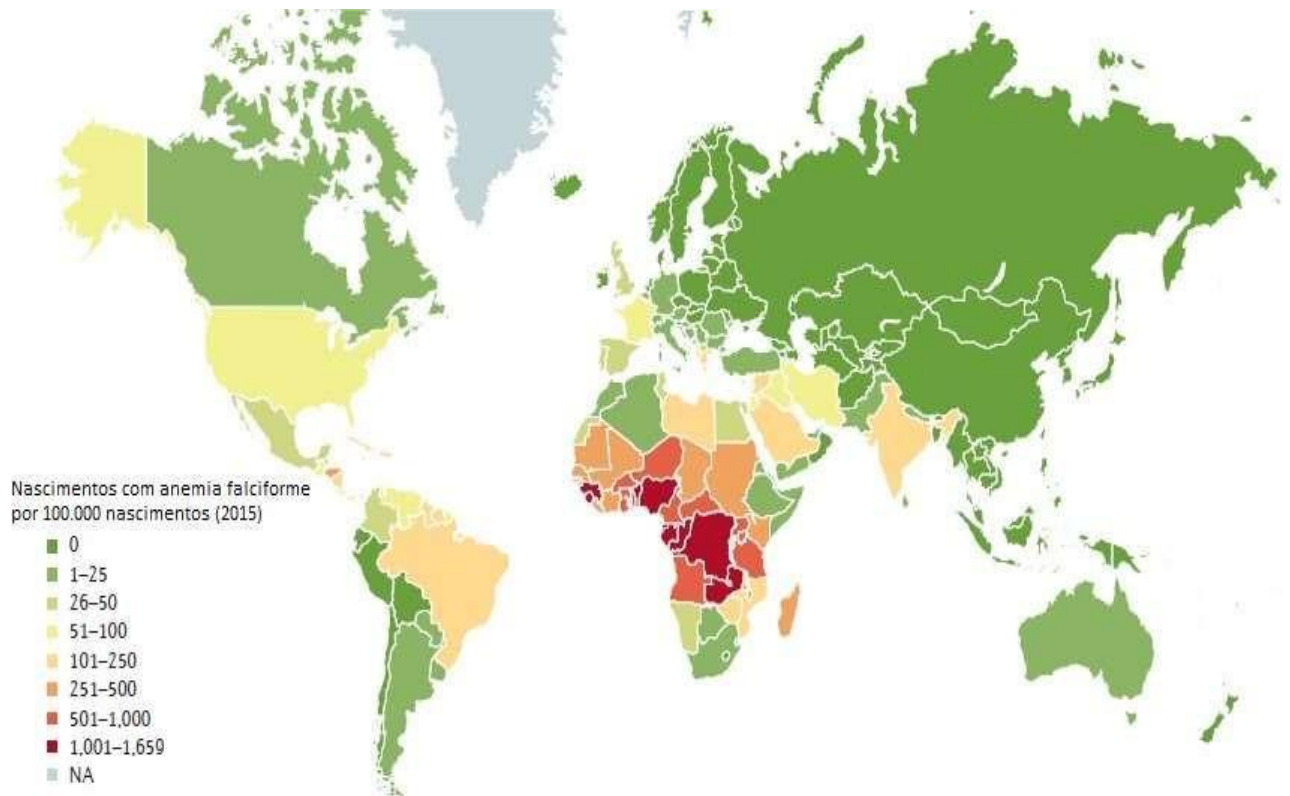 Nascimentos com anemia falciforme
por 100.000 nascimentos (2015)
0
1–25
26–50
51–100
101–250
251–500
501–1,000
1,001–1,659
NA